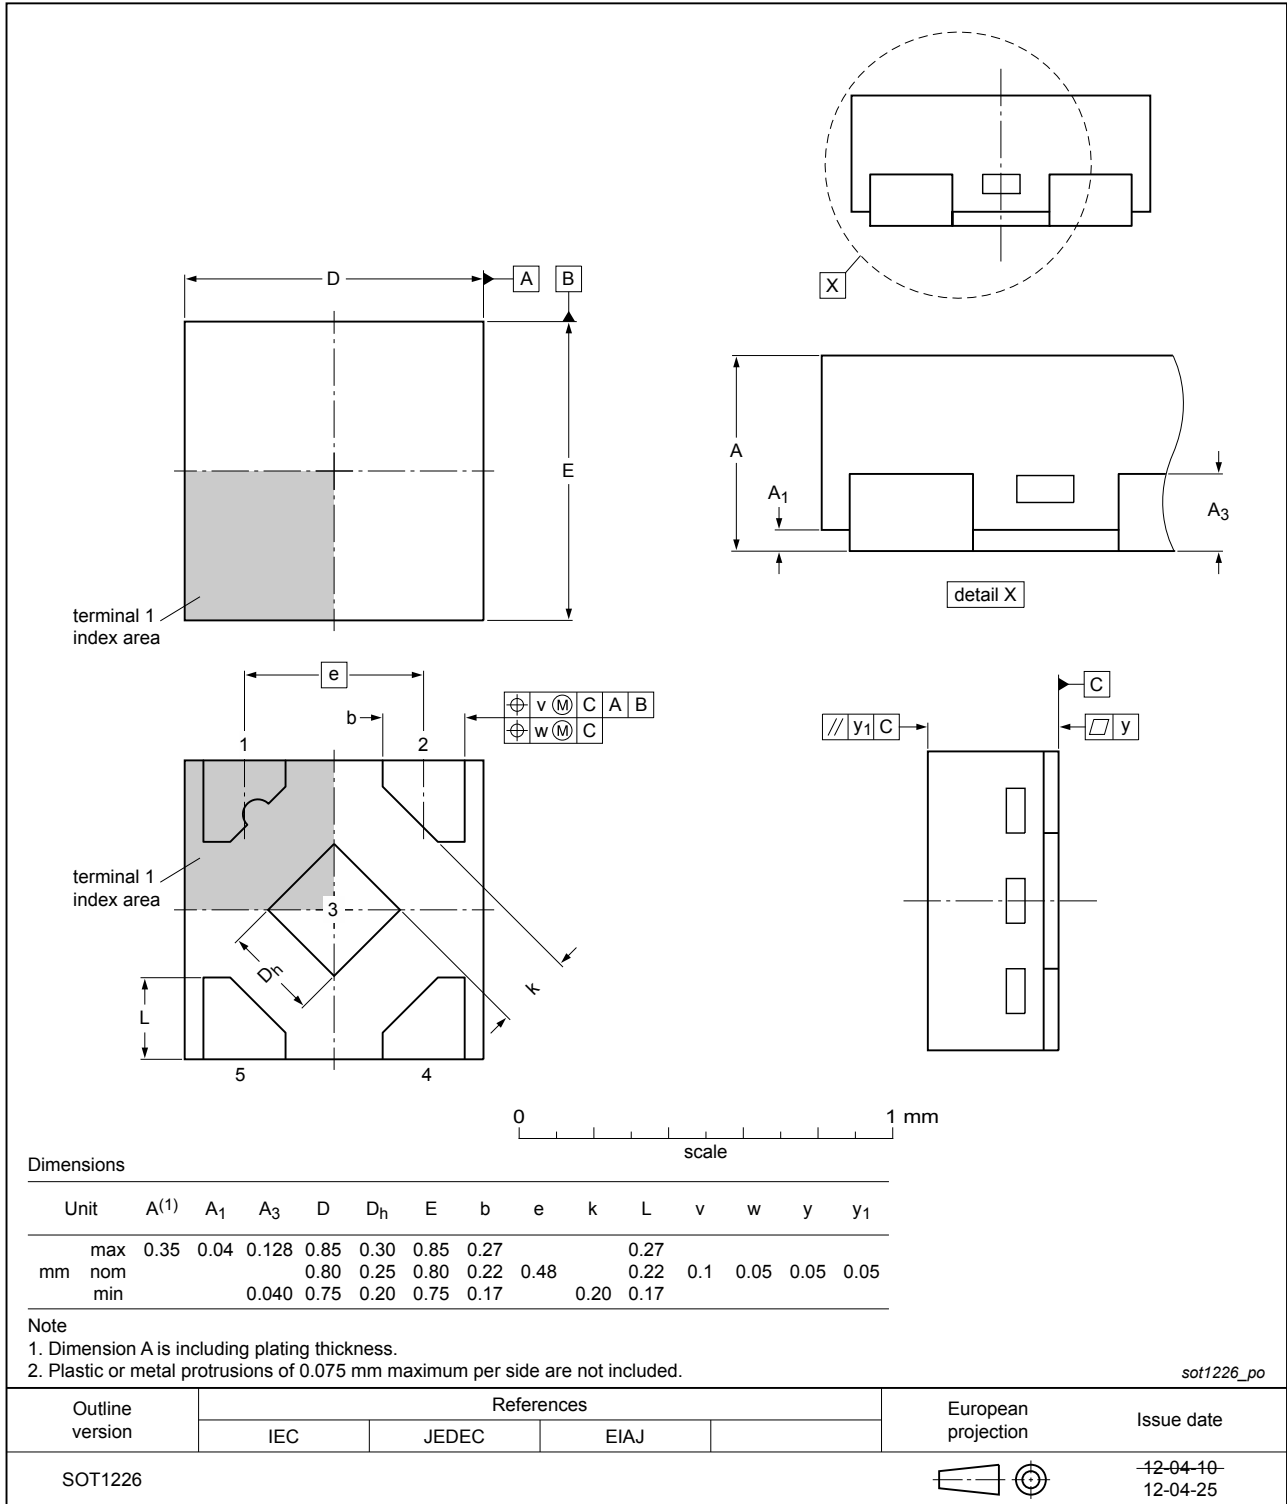 X
D
A
B
E
terminal 1
index area
A
A1
A3
detail X
e
b
v M C A B
w M C
1
2
terminal 1
index area
3
Dh
k
L
5
4
C
// y1 C
y
0
1 mm
scale
Dimensions
Unit A(1) A1 A3 D Dh E b e k L v w y y1
max 0.35 0.04 0.128 0.85 0.30 0.85 0.27 0.27
mm nom 0.80 0.25 0.80 0.22 0.48 0.22 0.1 0.05 0.05 0.05
min 0.040 0.75 0.20 0.75 0.17 0.20 0.17
Note
1. Dimension A is including plating thickness.
2. Plastic or metal protrusions of 0.075 mm maximum per side are not included.
sot1226_po
Outline
version
References
IEC JEDEC EIAJ
European
projection
Issue date
SOT1226
12-04-10
12-04-25